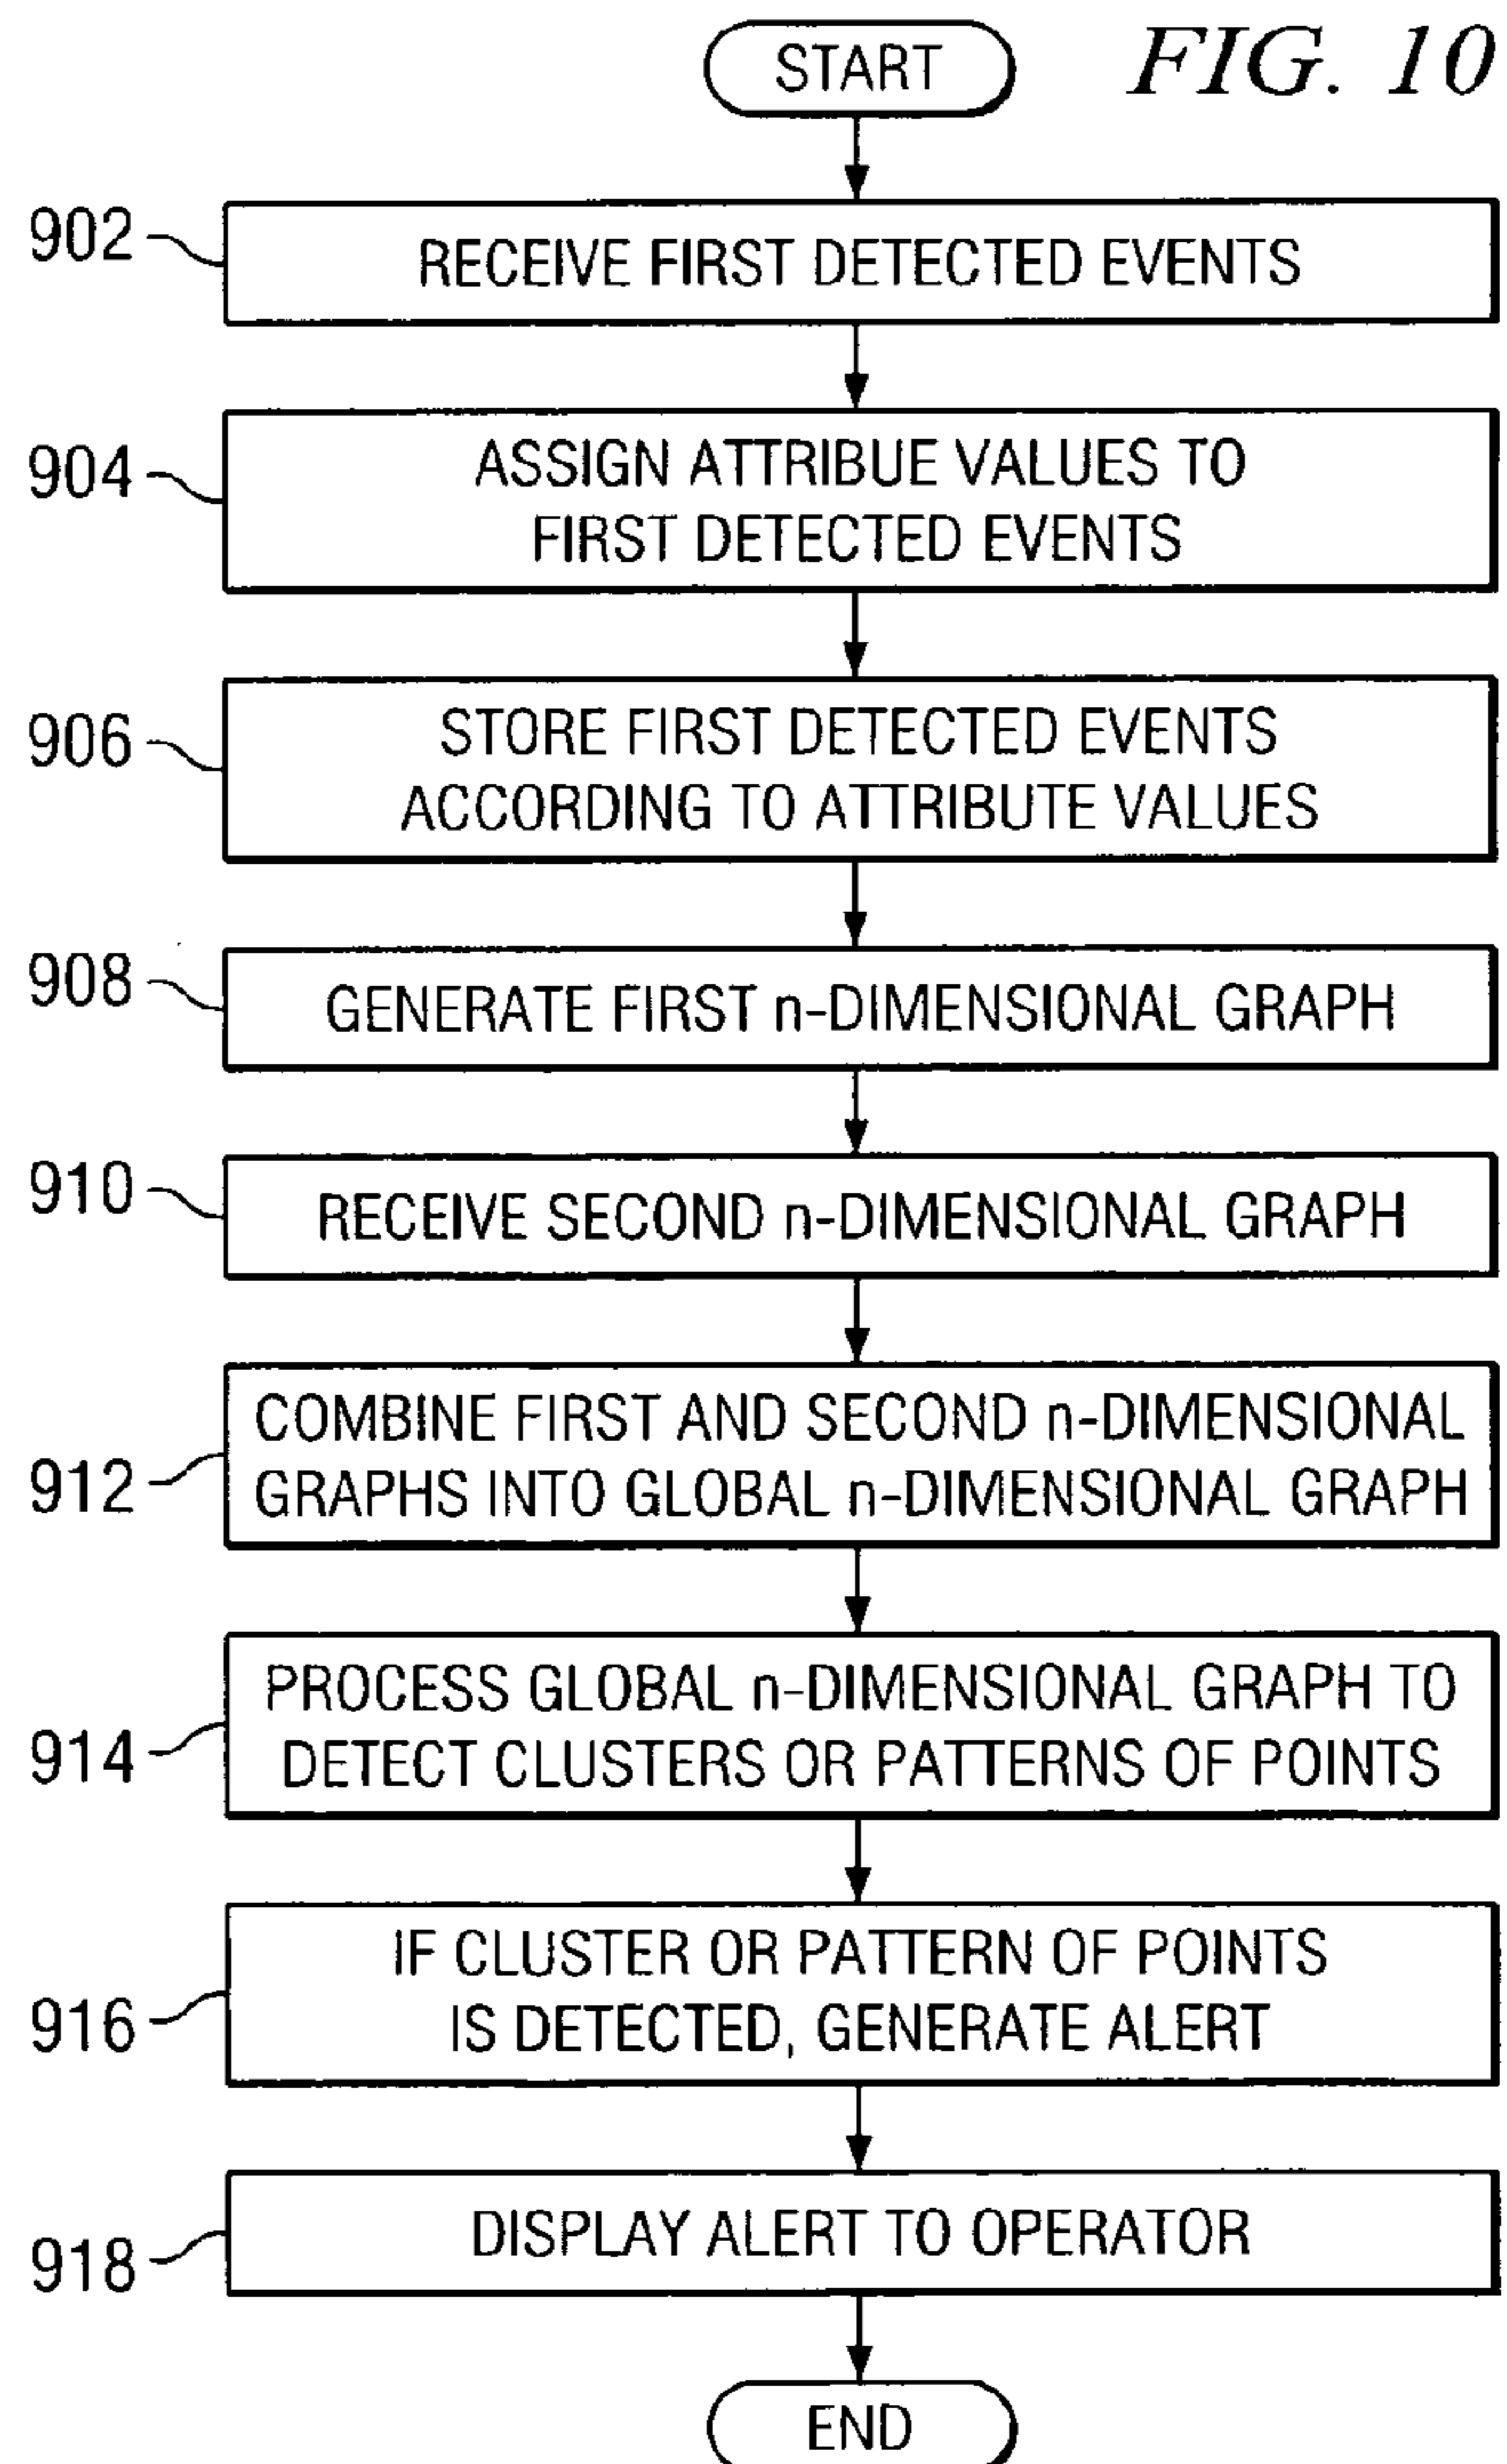 START
FIG. 10
902
RECEIVE FIRST DETECTED EVENTS
904
ASSIGN ATTRIBUE VALUES TO
FIRST DETECTED EVENTS
906
STORE FIRST DETECTED EVENTS
ACCORDING TO ATTRIBUTE VALUES
908
GENERATE FIRST n-DIMENSIONAL GRAPH
910
RECEIVE SECOND n-DIMENSIONAL GRAPH
912
COMBINE FIRST AND SECOND n-DIMENSIONAL
GRAPHS INTO GLOBAL n-DIMENSIONAL GRAPH
914
PROCESS GLOBAL n-DIMENSIONAL GRAPH TO
DETECT CLUSTERS OR PATTERNS OF POINTS
916
IF CLUSTER OR PATTERN OF POINTS
IS DETECTED, GENERATE ALERT
918
DISPLAY ALERT TO OPERATOR
END